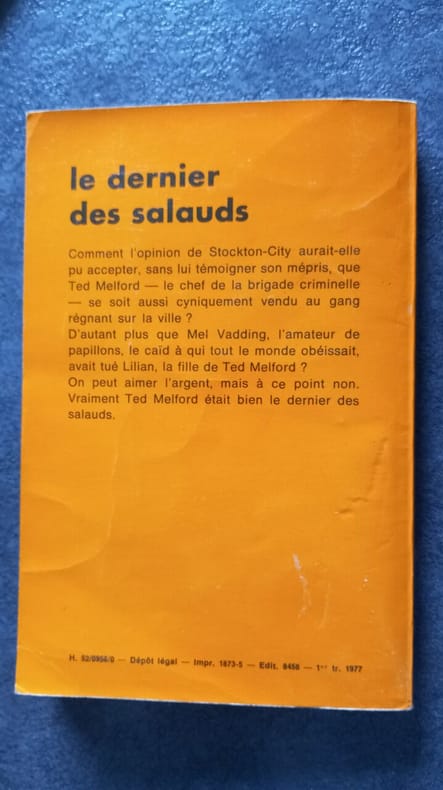 le dernier
des salauds
Comment l'opinion de Stockton-City aurait-elle
pu accepter, sans lui témoigner son mépris, que
Ted Melford — le chef de la brigade criminelle
— se soit aussi cyniquement vendu au gang
régnant sur la ville ?
D'autant plus que Mel Vadding, l'amateur de
papillons, le caïd à qui tout le monde obéissait,
avait tué Lilian, la fille de Ted Melford ?
On peut aimer l'argent, mais à ce point non.
Vraiment Ted Melford était bien le dernier des
salauds.
H. 92/0956/0 — Dépôt légal — Impr. 1873-5 — Edit. 8458 — 1er tr. 1977